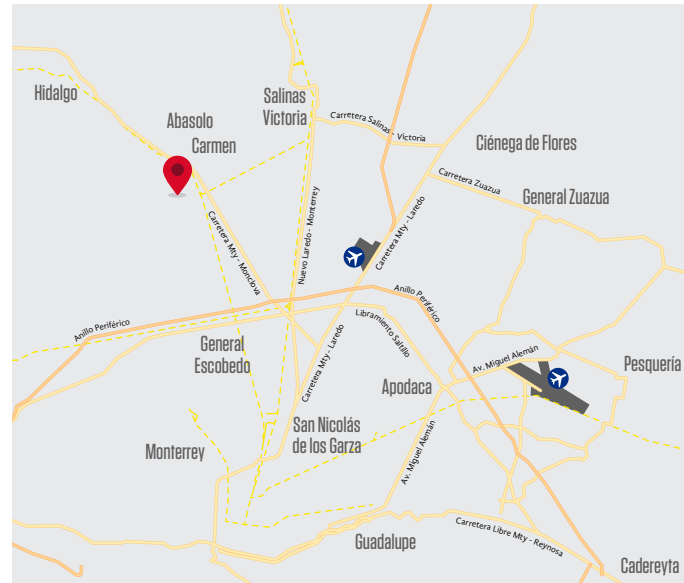 Hidalgo
Salinas
Victoria
Abasolo
Carmen
Carretera Salinas - Victoria
Ciénega de Flores
Carretera Zuazua
General Zuazua
Carretera Mty - Monclova
Nuevo Laredo - Monterrey
Carretera Mty - Laredo
Anillo Periférico
Anillo Periférico
Libramiento Saltillo
General
Escobedo
Carretera Mty - Laredo
Av. Miguel Alemán
Pesquería
Apodaca
San Nicolás
de los Garza
Monterrey
Av. Miguel Alemán
Guadalupe
Carretera Libre Mty - Reynosa
Cadereyta